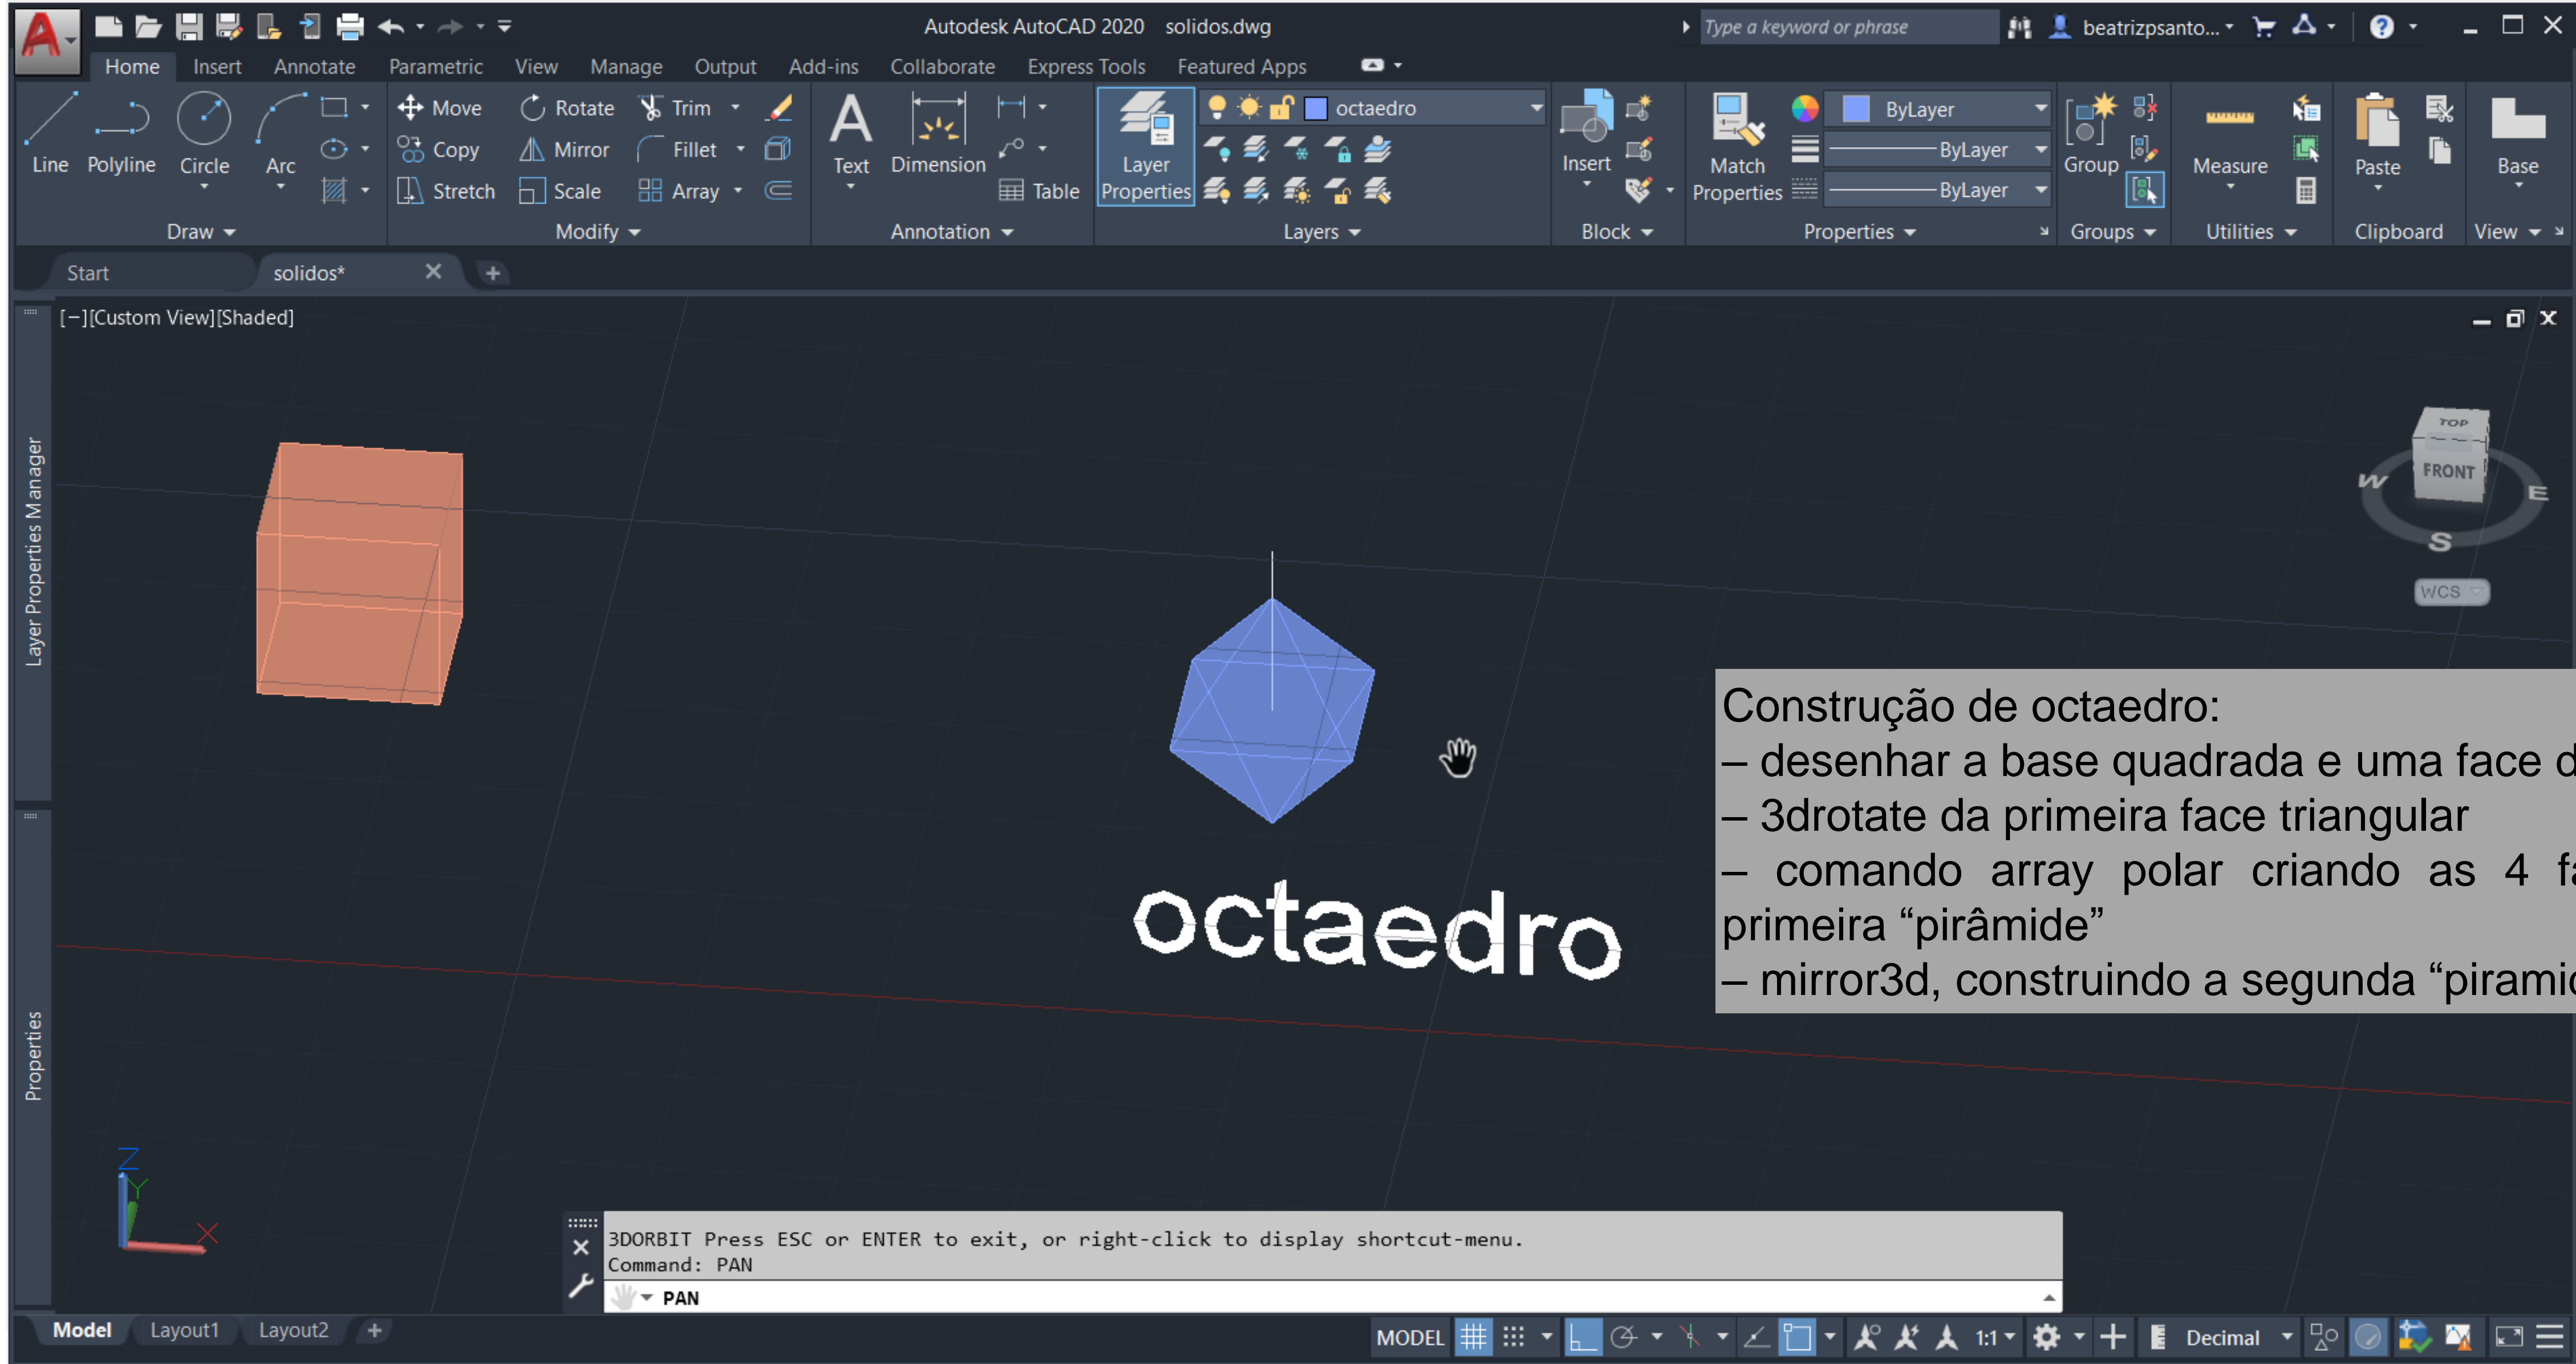 Autodesk AutoCAD 2020 solidos.dwg
Type a keyword or phrase
beatrizpsanto...
Home Insert Annotate Parametric View Manage Output Add-ins Collaborate Express Tools Featured Apps
Line Polyline Circle Arc
Move Rotate Trim
Copy Mirror Fillet
Stretch Scale Array
Text Dimension Table
Layer Properties
octaedro
Insert
Match Properties
ByLayer
ByLayer
ByLayer
Group
Measure
Paste
Base
Draw Modify Annotation Layers Block Properties Groups Utilities Clipboard View
Start solidos*
[−][Custom View][Shaded]
Layer Properties Manager
Properties
TOP
FRONT
W E
S
WCS
octaedro
Construção de octaedro:
– desenhar a base quadrada e uma face
– 3drotate da primeira face triangular
– comando array polar criando as 4
primeira “pirâmide”
– mirror3d, construindo a segunda
Z
Y
X
3DORBIT Press ESC or ENTER to exit, or right-click to display shortcut-menu.
Command: PAN
PAN
Model Layout1 Layout2 +
MODEL 1:1 Decimal